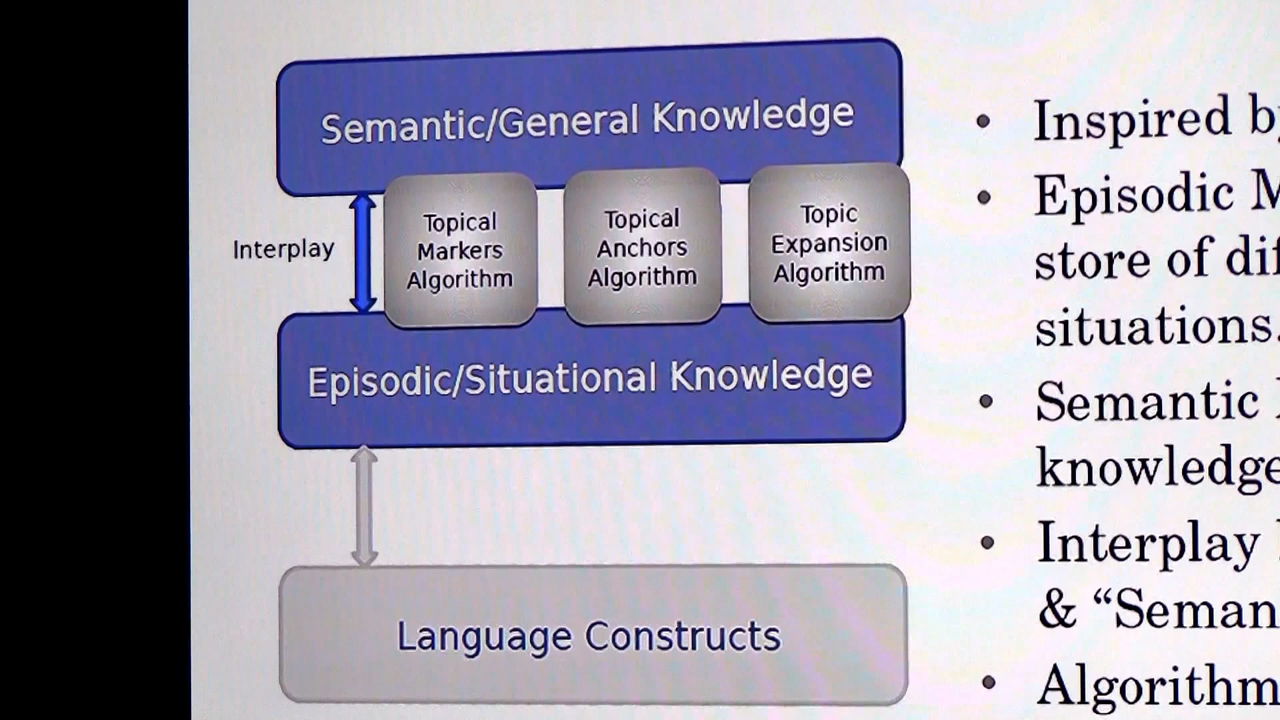 Semantic/General Knowledge
Interplay
Topical
Markers
Algorithm
Topical
Anchors
Algorithm
Topic
Expansion
Algorithm
Episodic/Situational Knowledge
Language Constructs
Inspired
Episodic
store of
situations.
Semantic
knowledge
Interplay
& “Seman
Algorithm